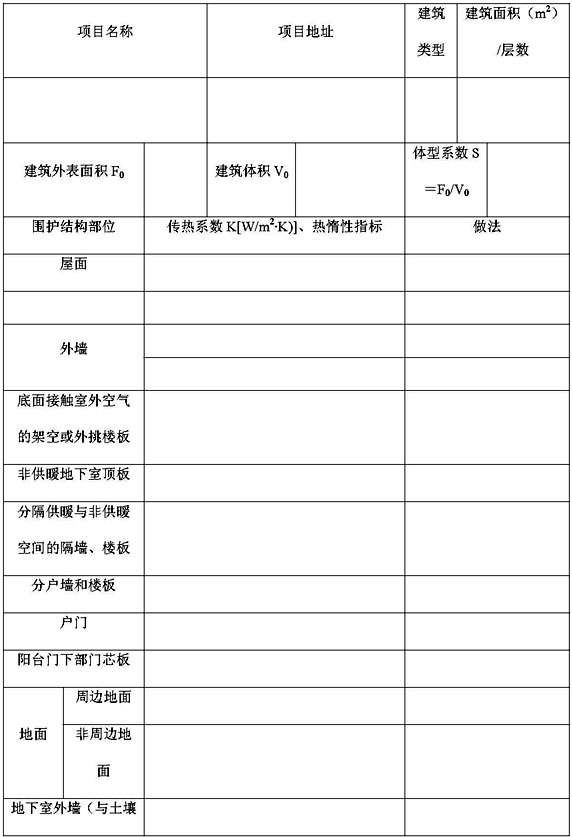 项目名称
项目地址
建筑
类型
建筑面积（m²）
/层数
建筑外表面积 F₀
建筑体积 V₀
体型系数 S
＝F₀/V₀
围护结构部位
传热系数 K[W/m²·K)]、热惰性指标
做法
屋面
外墙
底面接触室外空气
的架空或外挑楼板
非供暖地下室顶板
分隔供暖与非供暖
空间的隔墙、楼板
分户墙和楼板
户门
阳台门下部门芯板
地面
周边地面
非周边地
面
地下室外墙（与土壤